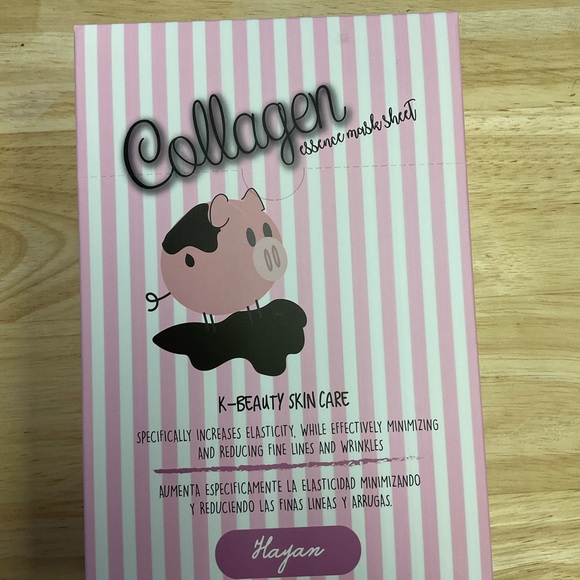 Collagen
essence mask sheet
K-BEAUTY SKIN CARE
SPECIFICALLY INCREASES ELASTICITY, WHILE EFFECTIVELY MINIMIZING
AND REDUCING FINE LINES AND WRINKLES
AUMENTA ESPECIFICAMENTE LA ELASTICIDAD MINIMIZANDO
Y REDUCIENDO LAS FINAS LINEAS Y ARRUGAS.
Hayan